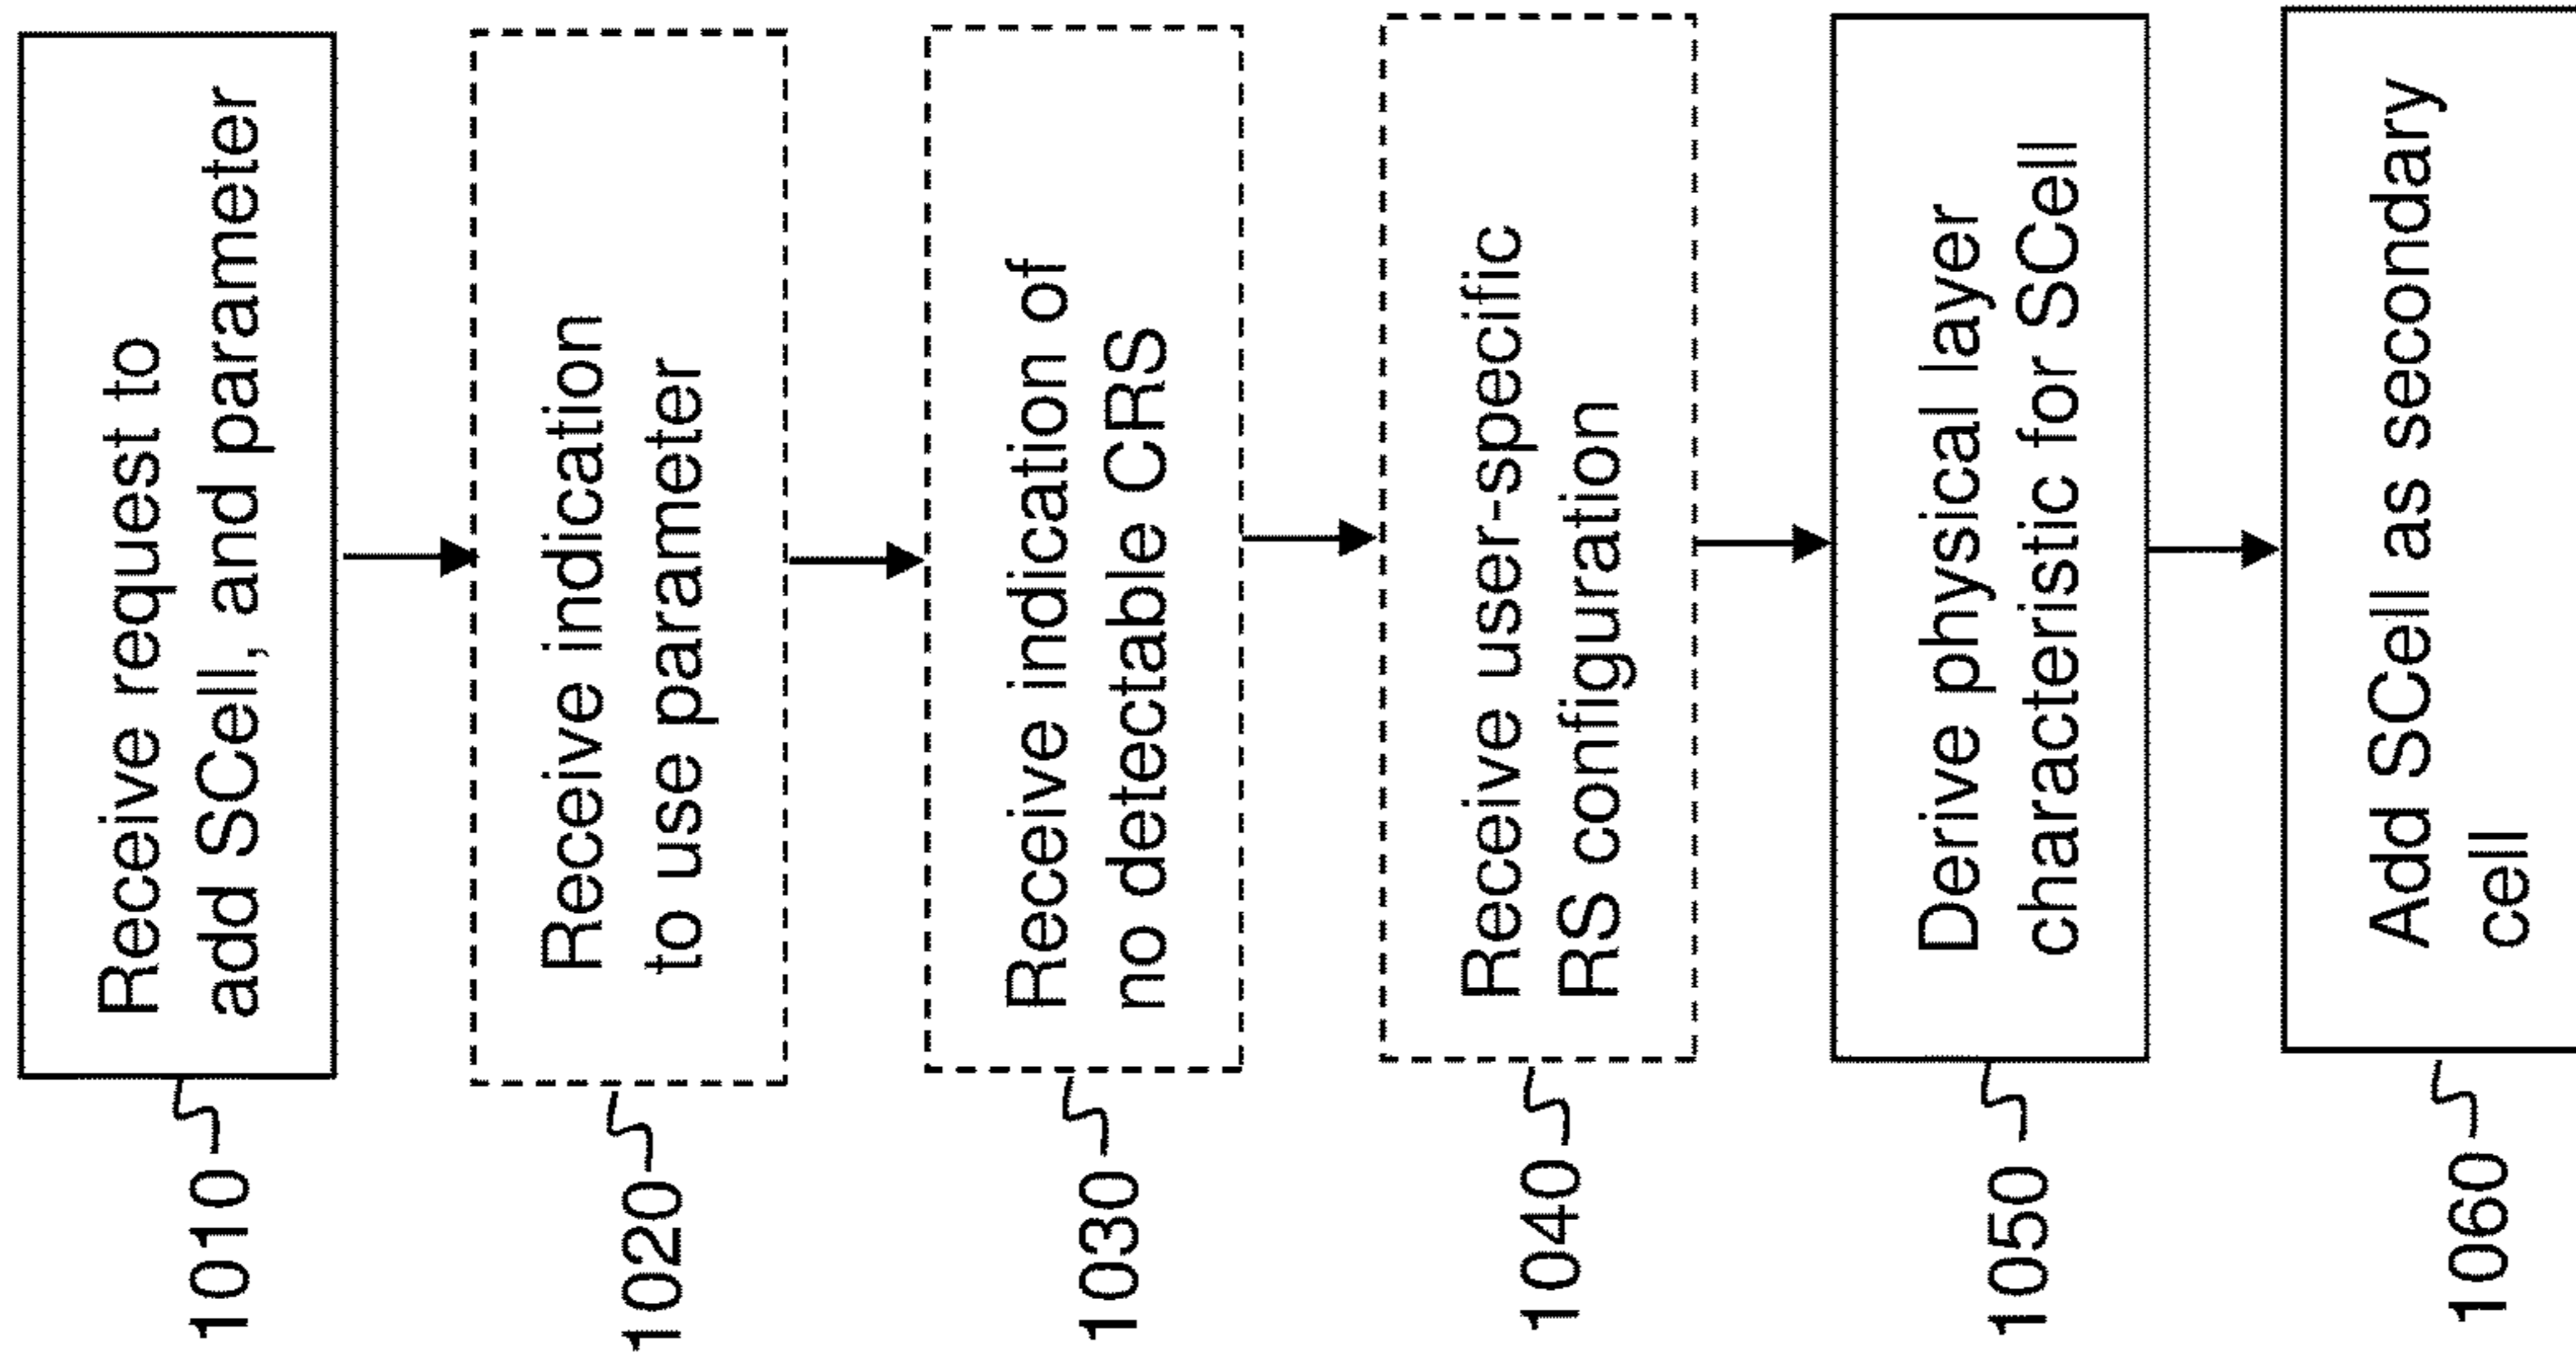 1010
Receive request to
add SCell, and parameter
1020
Receive indication
to use parameter
1030
Receive indication of
no detectable CRS
1040
Receive user-specific
RS configuration
1050
Derive physical layer
characteristic for SCell
1060
Add SCell as secondary
cell